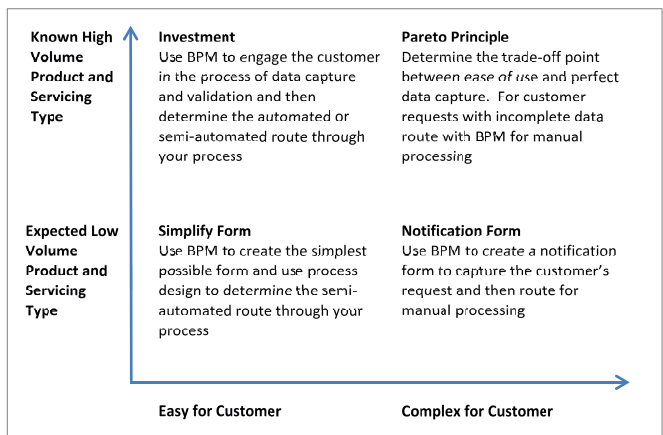 Known High
Volume
Product and
Servicing
Type
Investment
Use BPM to engage the customer
in the process of data capture
and validation and then
determine the automated or
semi-automated route through
your process
Pareto Principle
Determine the trade-off point
between ease of use and perfect
data capture.  For customer
requests with incomplete data
route with BPM for manual
processing
Expected Low
Volume
Product and
Servicing
Type
Simplify Form
Use BPM to create the simplest
possible form and use process
design to determine the semi-
automated route through your
process
Notification Form
Use BPM to create a notification
form to capture the customer's
request and then route for
manual processing
Easy for Customer
Complex for Customer